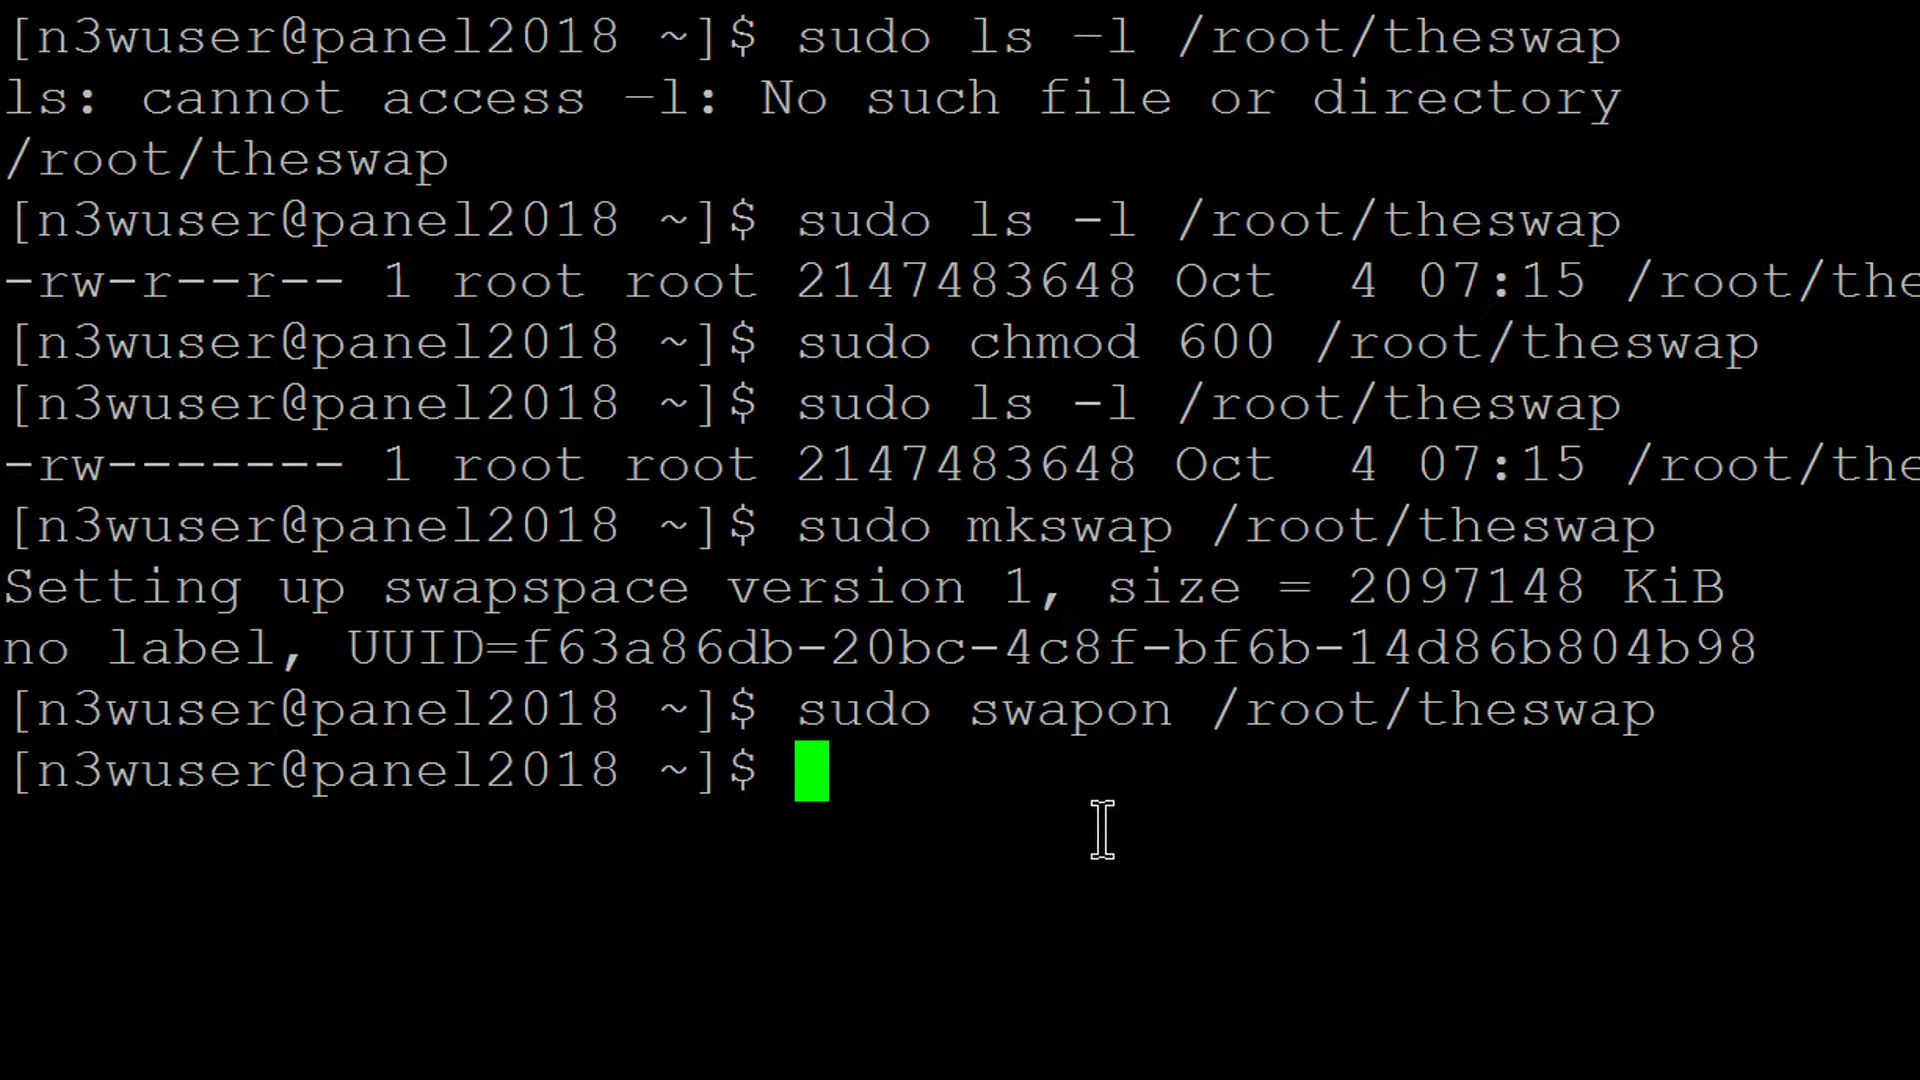 [n3wuser@panel2018 ~]$ sudo ls –l /root/theswap
ls: cannot access –l: No such file or directory
/root/theswap
[n3wuser@panel2018 ~]$ sudo ls -l /root/theswap
-rw-r--r-- 1 root root 2147483648 Oct  4 07:15 /root/the
[n3wuser@panel2018 ~]$ sudo chmod 600 /root/theswap
[n3wuser@panel2018 ~]$ sudo ls -l /root/theswap
-rw------- 1 root root 2147483648 Oct  4 07:15 /root/the
[n3wuser@panel2018 ~]$ sudo mkswap /root/theswap
Setting up swapspace version 1, size = 2097148 KiB
no label, UUID=f63a86db-20bc-4c8f-bf6b-14d86b804b98
[n3wuser@panel2018 ~]$ sudo swapon /root/theswap
[n3wuser@panel2018 ~]$